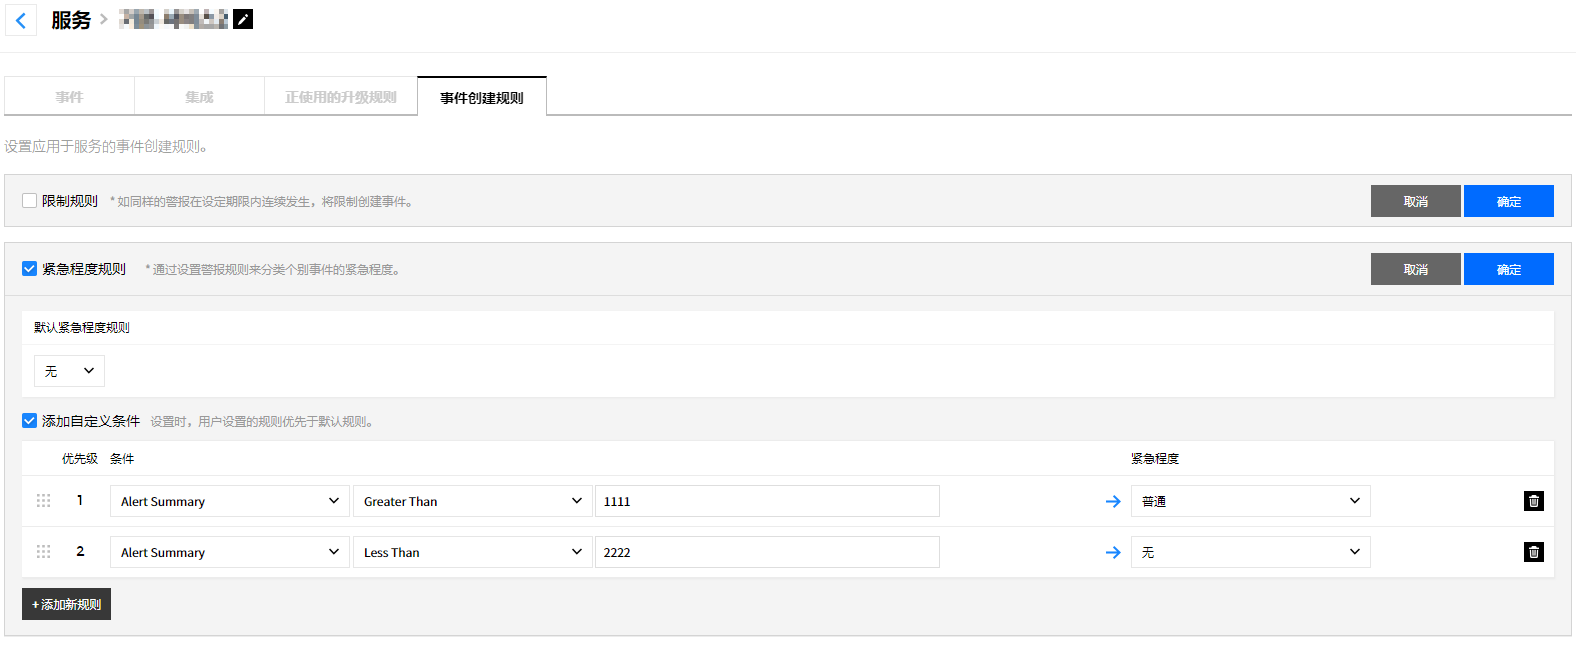 服务 >
事件 集成 正使用的升级规则 事件创建规则
设置应用于服务的事件创建规则。
限制规则 * 如同样的警报在设定期限内连续发生，将限制创建事件。 取消 确定
紧急程度规则 * 通过设置警报规则来分类个别事件的紧急程度。 取消 确定
默认紧急程度规则
无
添加自定义条件 设置时，用户设置的规则优先于默认规则。
优先级 条件 紧急程度
1 Alert Summary Greater Than 1111 普通
2 Alert Summary Less Than 2222 无
+ 添加新规则